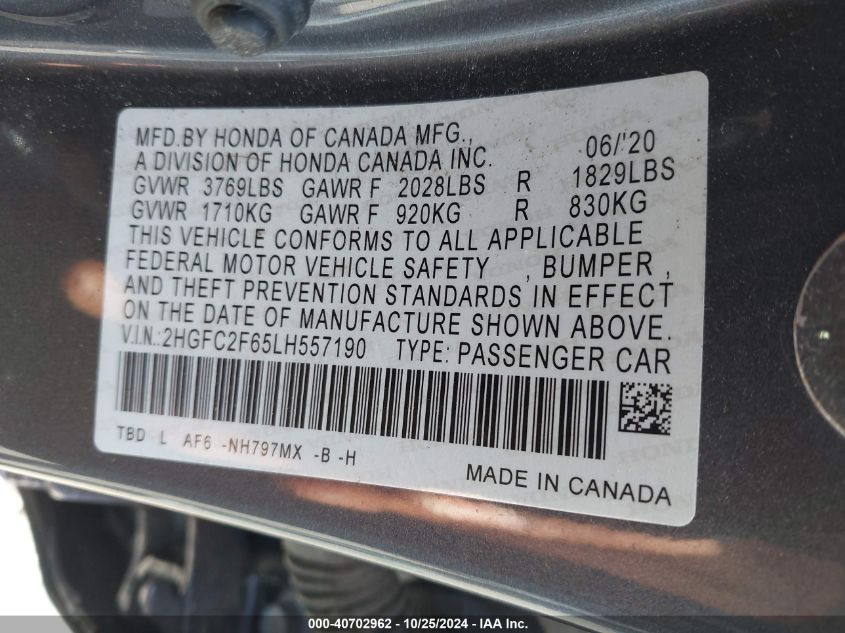 MFD.BY HONDA OF CANADA MFG., 06/'20
A DIVISION OF HONDA CANADA INC.
GVWR 3769LBS GAWR F 2028LBS R 1829LBS
GVWR 1710KG GAWR F 920KG R 830KG
THIS VEHICLE CONFORMS TO ALL APPLICABLE
FEDERAL MOTOR VEHICLE SAFETY , BUMPER ,
AND THEFT PREVENTION STANDARDS IN EFFECT
ON THE DATE OF MANUFACTURE SHOWN ABOVE.
V.I.N.:2HGFC2F65LH557190 TYPE: PASSENGER CAR
TBD L AF6 -NH797MX -B -H
MADE IN CANADA
000-40702962 - 10/25/2024 - IAA Inc.